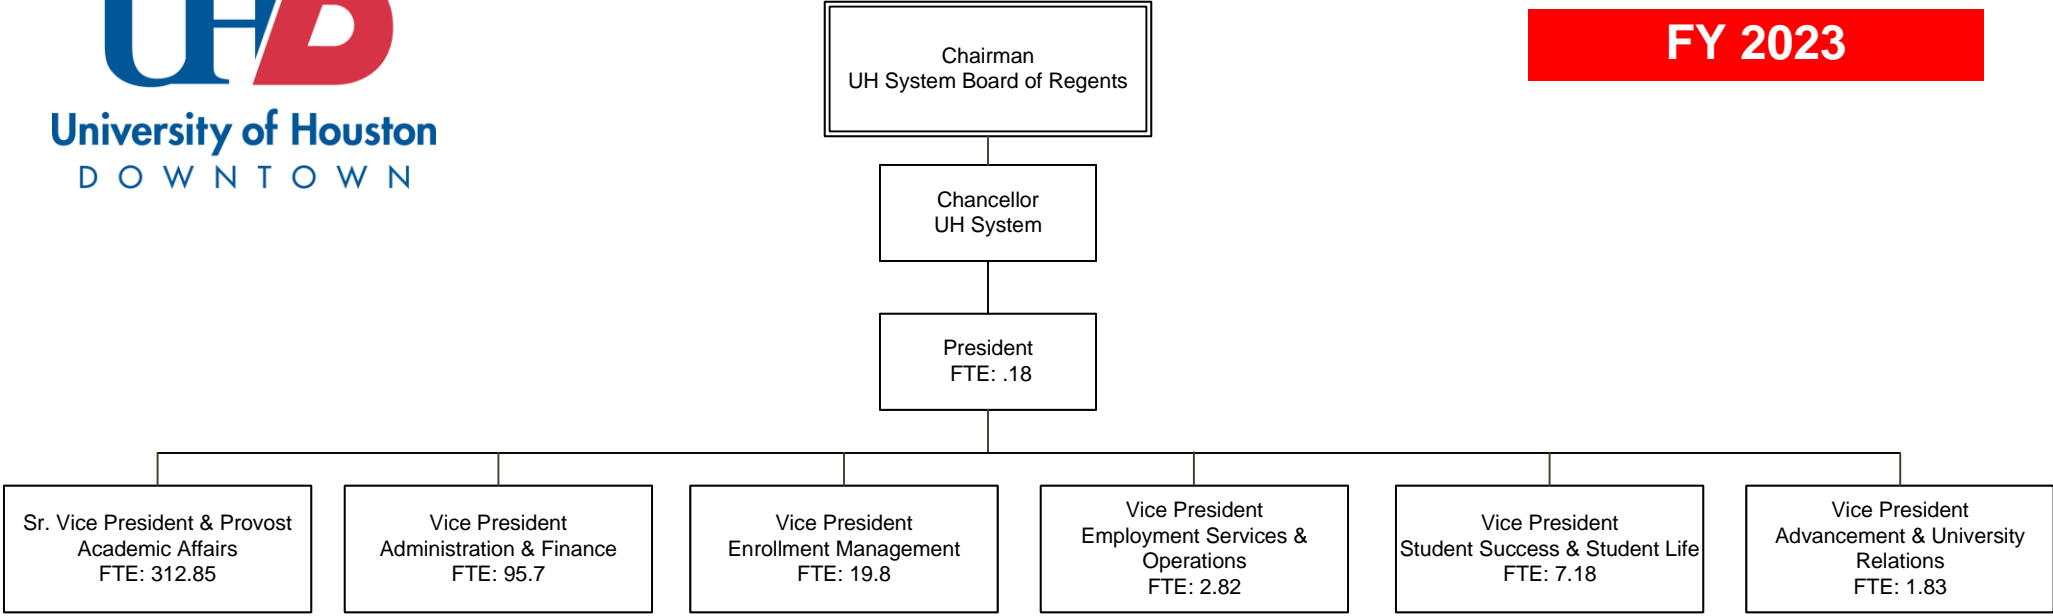 UHD
University of Houston
DOWNTOWN
FY 2023
Chairman
UH System Board of Regents
Chancellor
UH System
President
FTE: .18
Sr. Vice President & Provost
Academic Affairs
FTE: 312.85
Vice President
Administration & Finance
FTE: 95.7
Vice President
Enrollment Management
FTE: 19.8
Vice President
Employment Services &
Operations
FTE: 2.82
Vice President
Student Success & Student Life
FTE: 7.18
Vice President
Advancement & University
Relations
FTE: 1.83